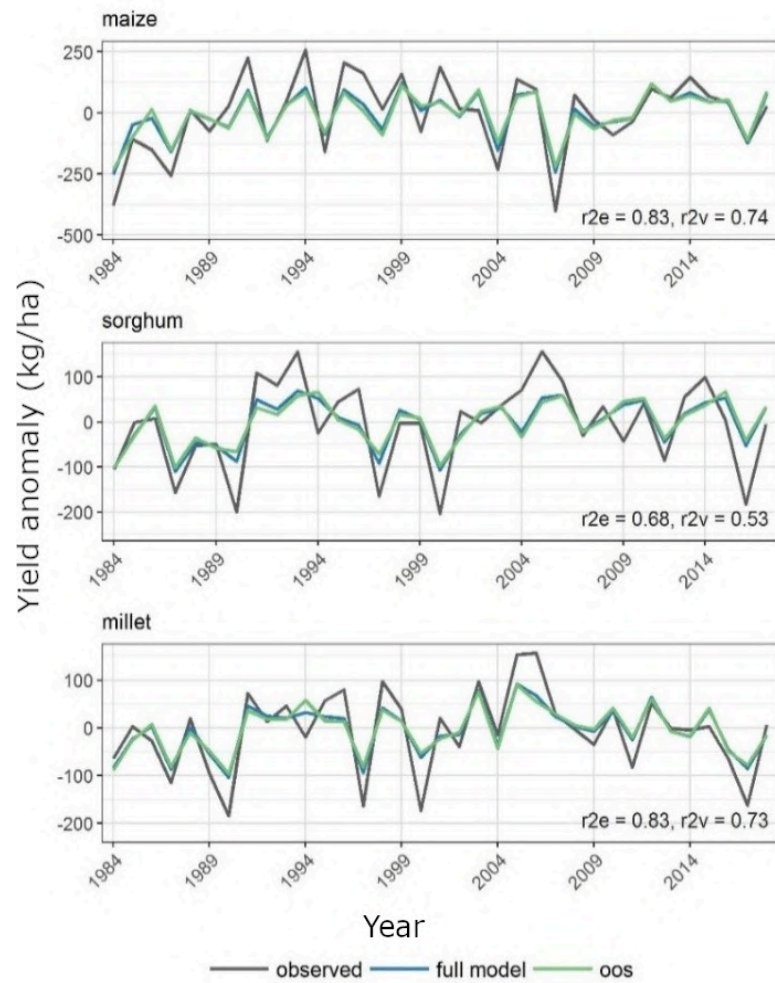 maize
250
0
-250
-500
r2e = 0.83, r2v = 0.74
1984 1989 1994 1999 2004 2009 2014
sorghum
100
0
-100
-200
r2e = 0.68, r2v = 0.53
1984 1989 1994 1999 2004 2009 2014
Yield anomaly (kg/ha)
millet
100
0
-100
-200
r2e = 0.83, r2v = 0.73
1984 1989 1994 1999 2004 2009 2014
Year
observed full model oos